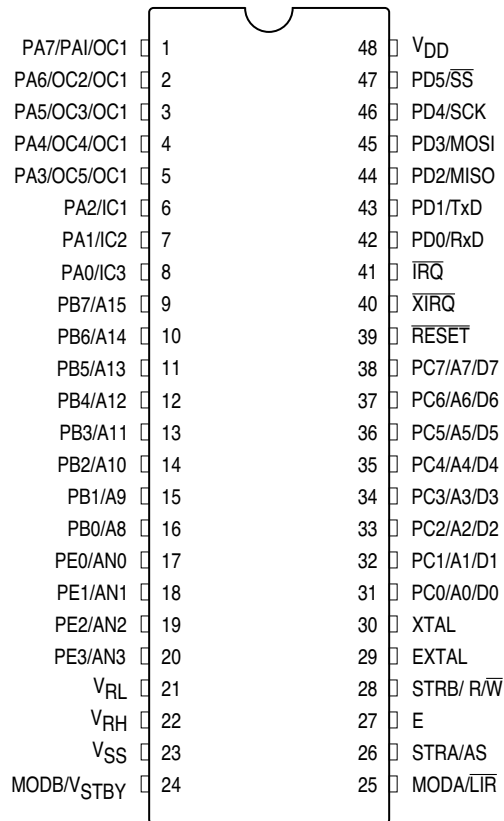 PA7/PAI/OC1 1 48 VDD
PA6/OC2/OC1 2 47 PD5/S̅S̅
PA5/OC3/OC1 3 46 PD4/SCK
PA4/OC4/OC1 4 45 PD3/MOSI
PA3/OC5/OC1 5 44 PD2/MISO
PA2/IC1 6 43 PD1/TxD
PA1/IC2 7 42 PD0/RxD
PA0/IC3 8 41 I̅R̅Q̅
PB7/A15 9 40 X̅I̅R̅Q̅
PB6/A14 10 39 R̅E̅S̅E̅T̅
PB5/A13 11 38 PC7/A7/D7
PB4/A12 12 37 PC6/A6/D6
PB3/A11 13 36 PC5/A5/D5
PB2/A10 14 35 PC4/A4/D4
PB1/A9 15 34 PC3/A3/D3
PB0/A8 16 33 PC2/A2/D2
PE0/AN0 17 32 PC1/A1/D1
PE1/AN1 18 31 PC0/A0/D0
PE2/AN2 19 30 XTAL
PE3/AN3 20 29 EXTAL
VRL 21 28 STRB/ R/W̅
VRH 22 27 E
VSS 23 26 STRA/AS
MODB/VSTBY 24 25 MODA/L̅I̅R̅